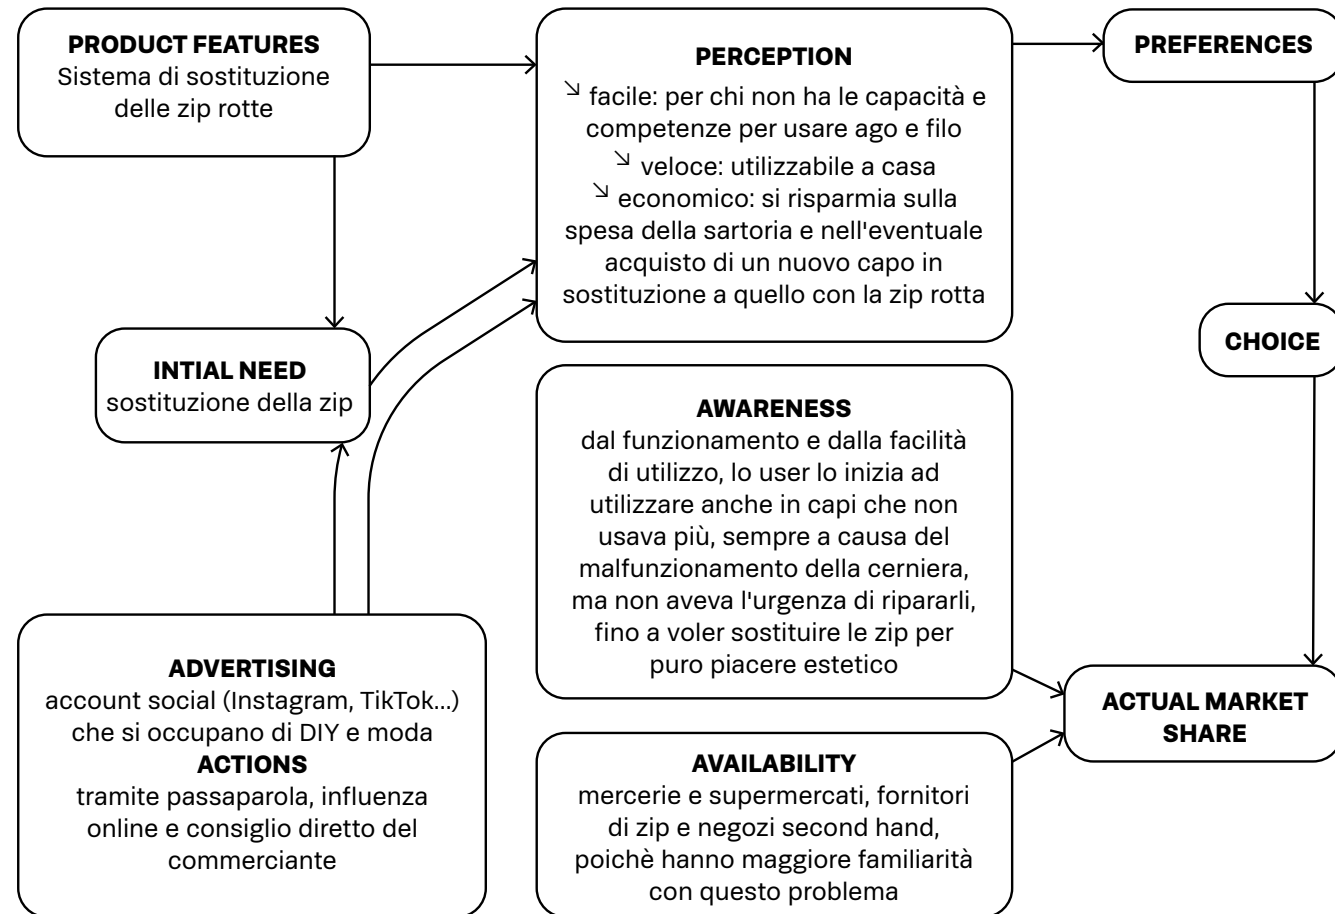 PRODUCT FEATURES
Sistema di sostituzione
delle zip rotte
PERCEPTION
↘ facile: per chi non ha le capacità e
competenze per usare ago e filo
↘ veloce: utilizzabile a casa
↘ economico: si risparmia sulla
spesa della sartoria e nell'eventuale
acquisto di un nuovo capo in
sostituzione a quello con la zip rotta
PREFERENCES
INTIAL NEED
sostituzione della zip
CHOICE
AWARENESS
dal funzionamento e dalla facilità
di utilizzo, lo user lo inizia ad
utilizzare anche in capi che non
usava più, sempre a causa del
malfunzionamento della cerniera,
ma non aveva l'urgenza di ripararli,
fino a voler sostituire le zip per
puro piacere estetico
ADVERTISING
account social (Instagram, TikTok...)
che si occupano di DIY e moda
ACTIONS
tramite passaparola, influenza
online e consiglio diretto del
commerciante
AVAILABILITY
mercerie e supermercati, fornitori
di zip e negozi second hand,
poichè hanno maggiore familiarità
con questo problema
ACTUAL MARKET
SHARE